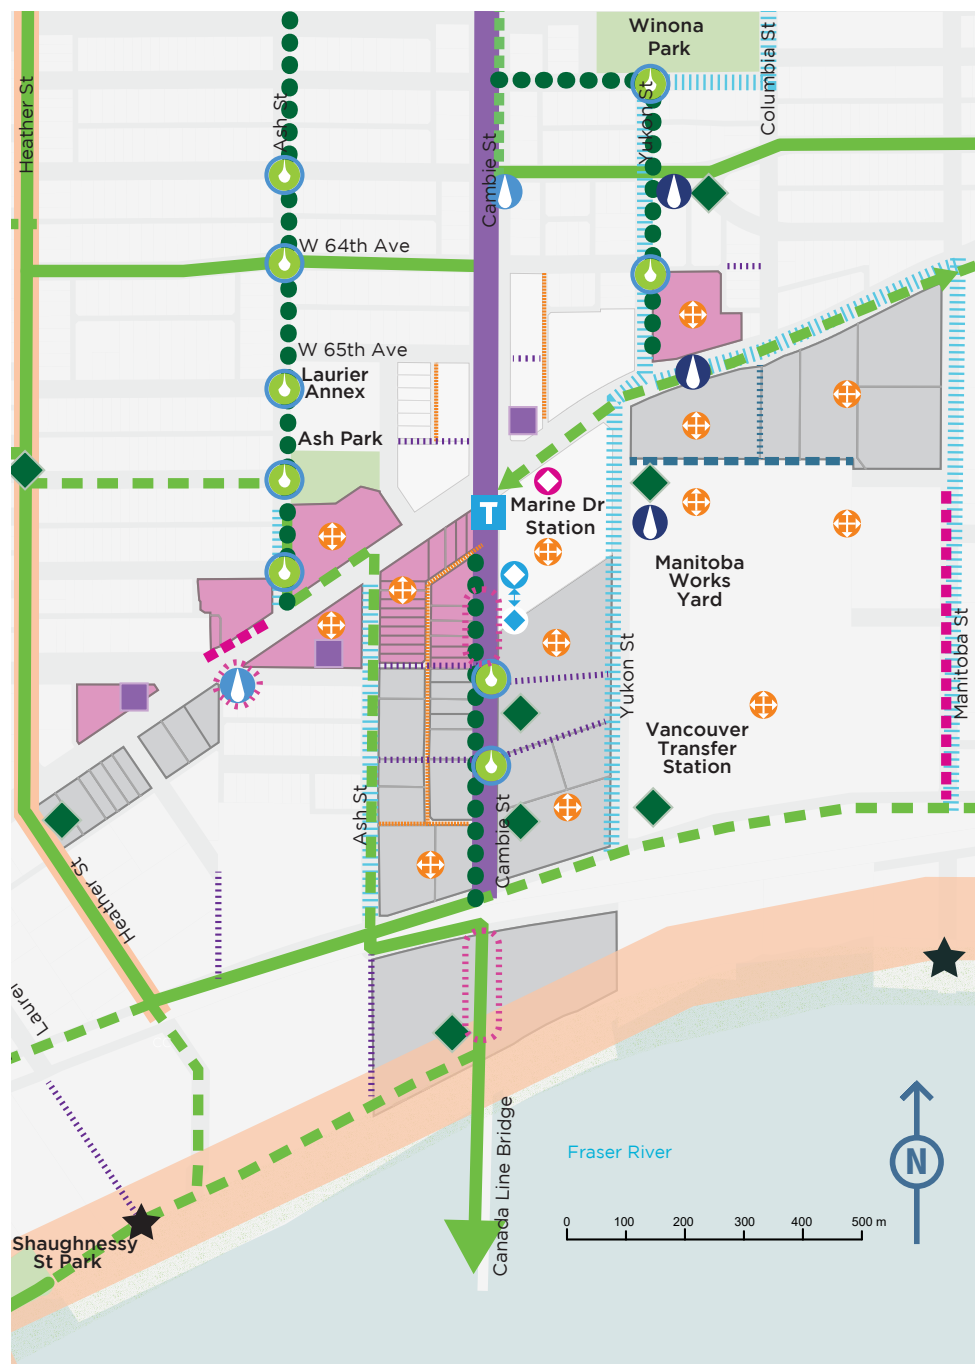 Winona
Park
Columbia St
Heather St
Ash St
Yukon St
Cambie St
W 64th Ave
W 65th Ave
Laurier
Annex
Ash Park
T
Marine Dr
Station
Manitoba
Works
Yard
Yukon St
Manitoba St
Vancouver
Transfer
Station
Ash St
Cambie St
Heather St
Laurel
Canada Line Bridge
Fraser River
N
0 100 200 300 400 500 m
Shaughnessy
St Park